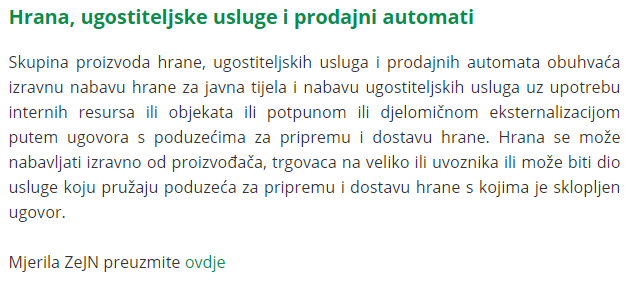 Hrana, ugostiteljske usluge i prodajni automati
Skupina proizvoda hrane, ugostiteljskih usluga i prodajnih automata obuhvaća
izravnu nabavu hrane za javna tijela i nabavu ugostiteljskih usluga uz upotrebu
internih resursa ili objekata ili potpunom ili djelomičnom eksternalizacijom
putem ugovora s poduzećima za pripremu i dostavu hrane. Hrana se može
nabavljati izravno od proizvođača, trgovaca na veliko ili uvoznika ili može biti dio
usluge koju pružaju poduzeća za pripremu i dostavu hrane s kojima je sklopljen
ugovor.
Mjerila ZeJN preuzmite ovdje